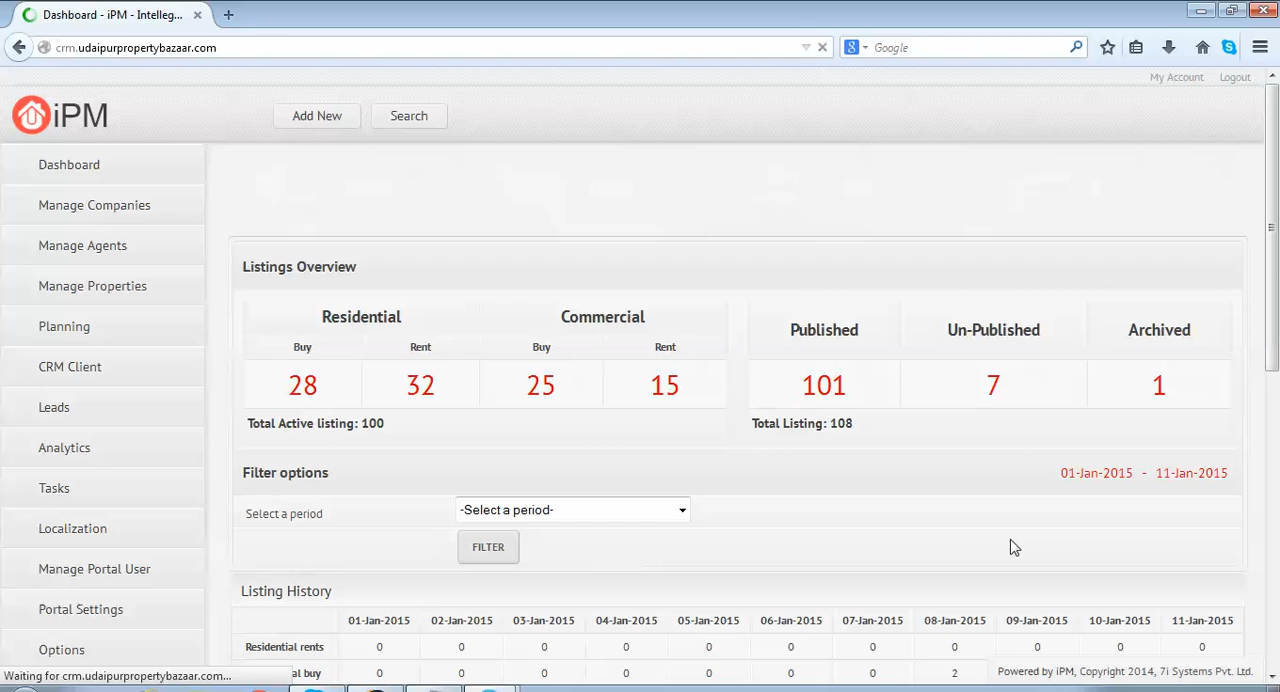 Dashboard - iPM - Intelleg...
crm.udaipurpropertybazaar.com
Google
My Account Logout
iPM
Add New Search
Dashboard
Manage Companies
Manage Agents
Manage Properties
Planning
CRM Client
Leads
Analytics
Tasks
Localization
Manage Portal User
Portal Settings
Options
Waiting for crm.udaipurpropertybazaar.com...
Listings Overview
Residential Commercial Published Un-Published Archived
Buy Rent Buy Rent
28 32 25 15 101 7 1
Total Active listing: 100 Total Listing: 108
Filter options 01-Jan-2015 - 11-Jan-2015
Select a period -Select a period-
FILTER
Listing History
01-Jan-2015 02-Jan-2015 03-Jan-2015 04-Jan-2015 05-Jan-2015 06-Jan-2015 07-Jan-2015 08-Jan-2015 09-Jan-2015 10-Jan-2015 11-Jan-2015
Residential rents 0 0 0 0 0 0 0 0 0 0 0
buy 0 0 0 0 0 0 0 2
Powered by iPM, Copyright 2014, 7i Systems Pvt. Ltd.